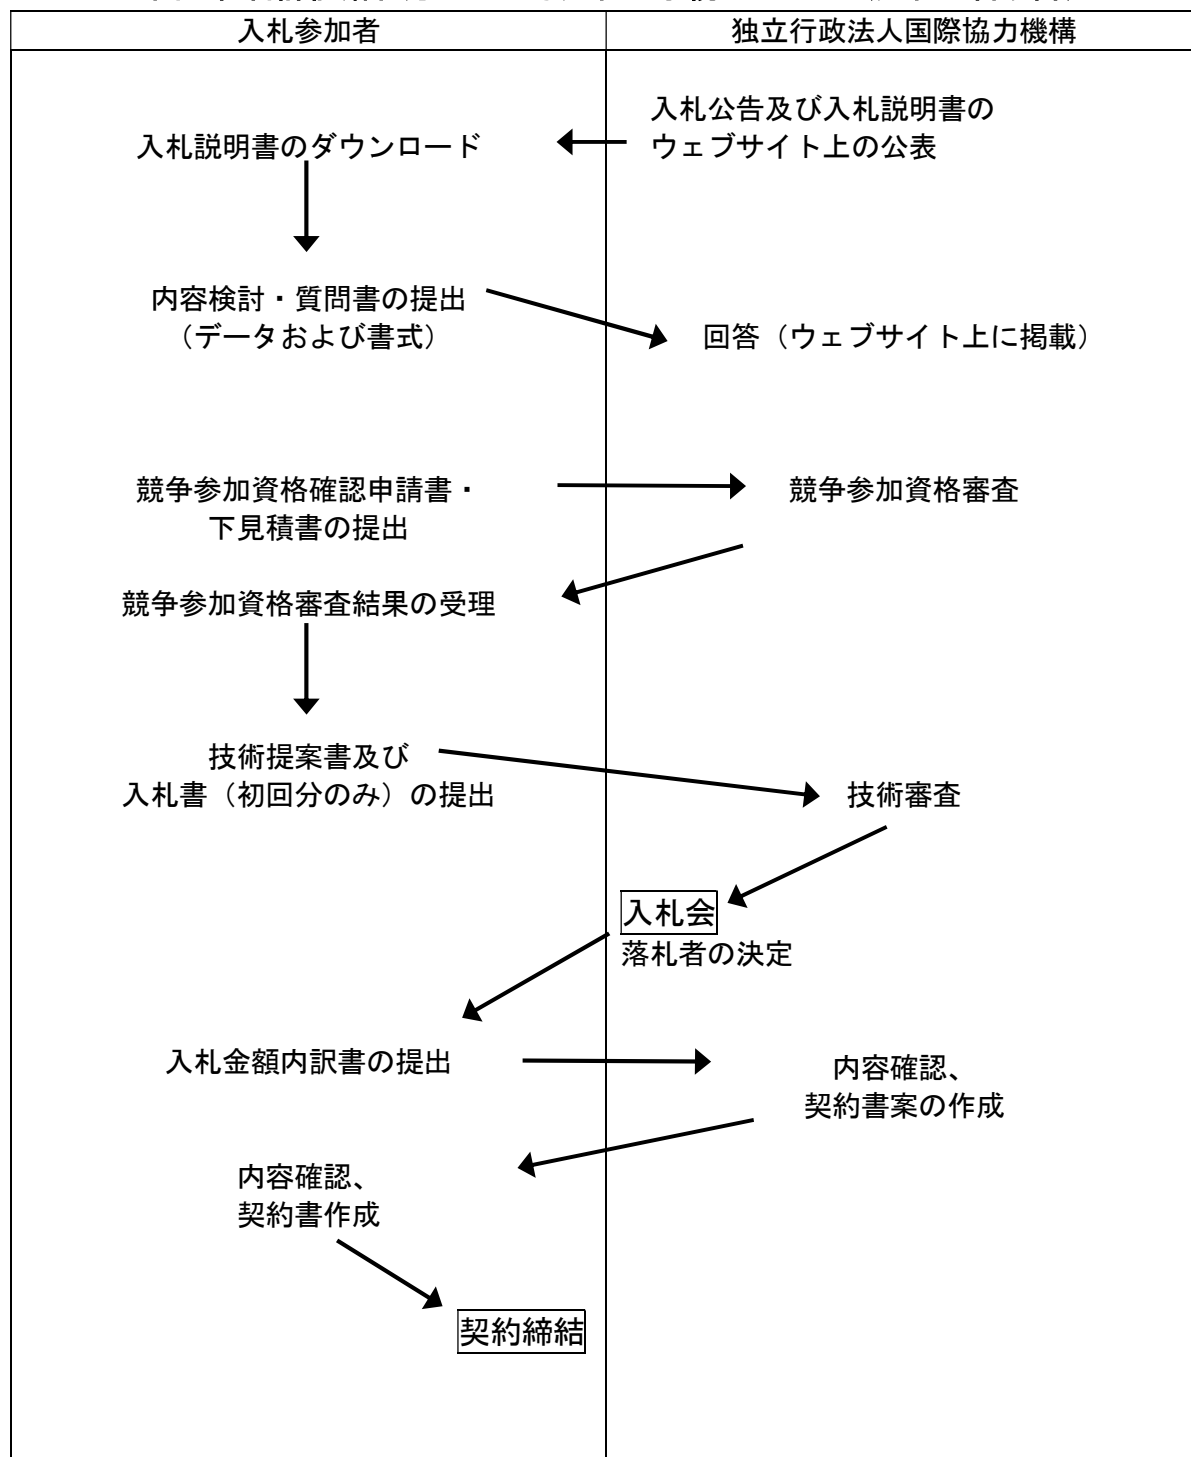 入札参加者
独立行政法人国際協力機構
入札公告及び入札説明書の
ウェブサイト上の公表
入札説明書のダウンロード
内容検討・質問書の提出
（データおよび書式）
回答（ウェブサイト上に掲載）
競争参加資格確認申請書・
下見積書の提出
競争参加資格審査
競争参加資格審査結果の受理
技術提案書及び
入札書（初回分のみ）の提出
技術審査
入札会
落札者の決定
入札金額内訳書の提出
内容確認、
契約書案の作成
内容確認、
契約書作成
契約締結